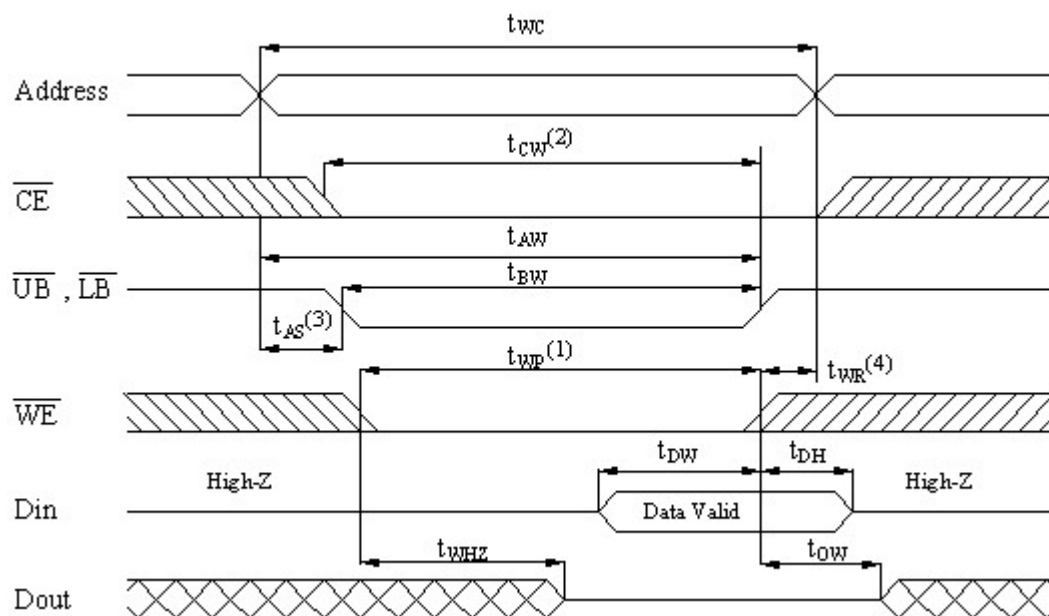 tWC
Address
tCW(2)
CE
tAW
UB , LB
tBW
tAS(3)
tWP(1)
tWR(4)
WE
tDW
tDH
High-Z
High-Z
Din
Data Valid
tWHZ
tOW
Dout